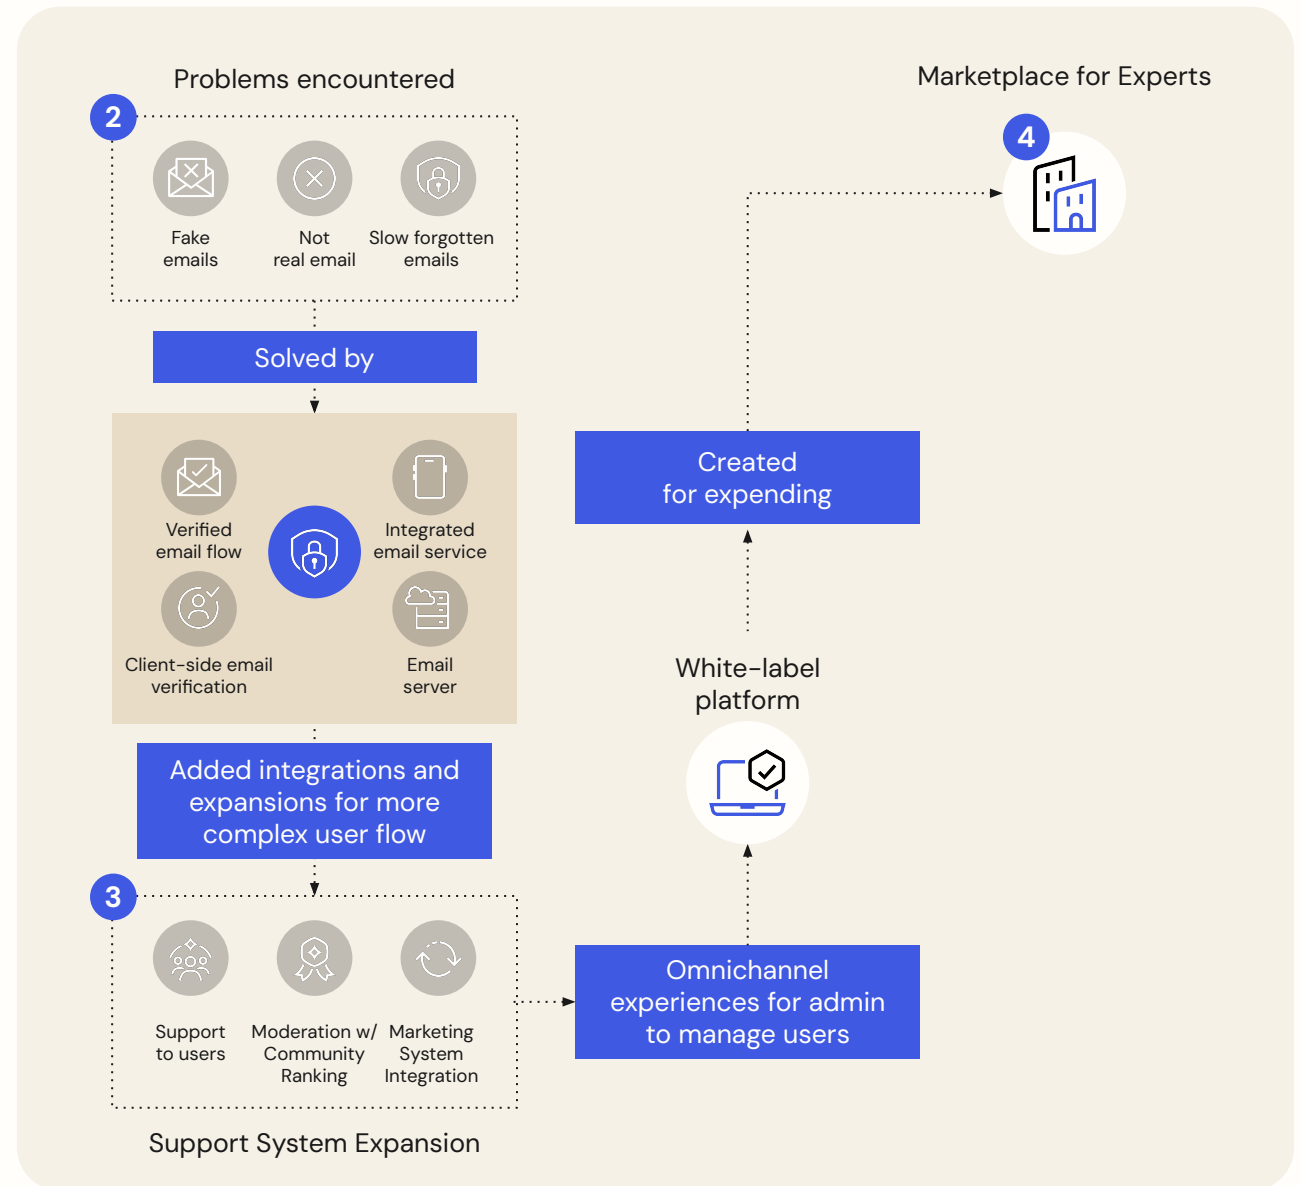 Problems encountered
2
Fake
emails
Not
real email
Slow forgotten
emails
Solved by
Verified
email flow
Integrated
email service
Client-side email
verification
Email
server
Added integrations and
expansions for more
complex user flow
3
Support
to users
Moderation w/
Community
Ranking
Marketing
System
Integration
Support System Expansion
Omnichannel
experiences for admin
to manage users
White-label
platform
Created
for expending
Marketplace for Experts
4